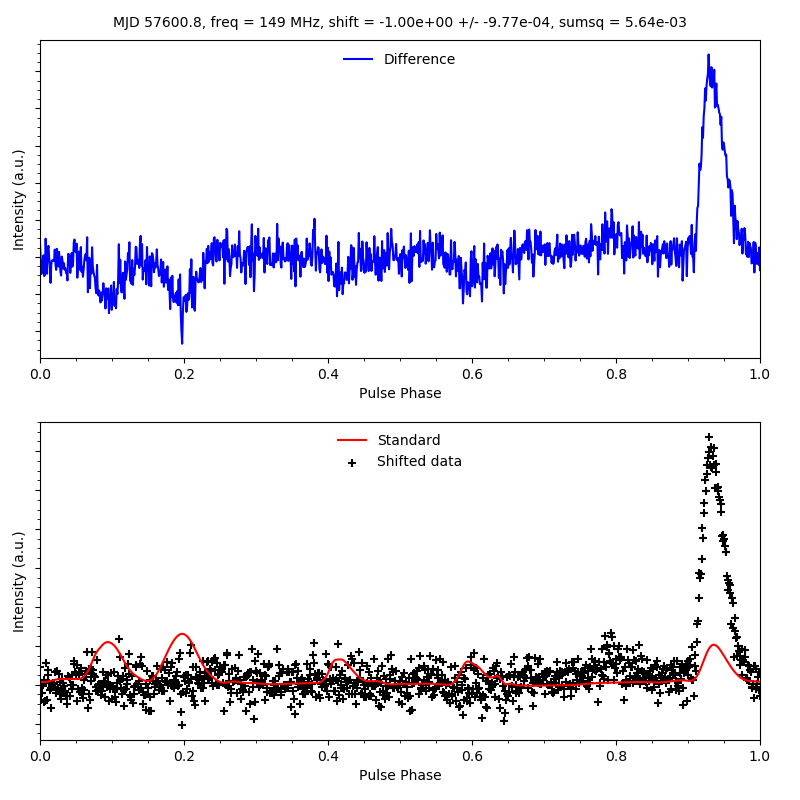 MJD 57600.8, freq = 149 MHz, shift = -1.00e+00 +/- -9.77e-04, sumsq = 5.64e-03
Difference
Intensity (a.u.)
0.0 0.2 0.4 0.6 0.8 1.0
Pulse Phase
Standard
Shifted data
Intensity (a.u.)
0.0 0.2 0.4 0.6 0.8 1.0
Pulse Phase